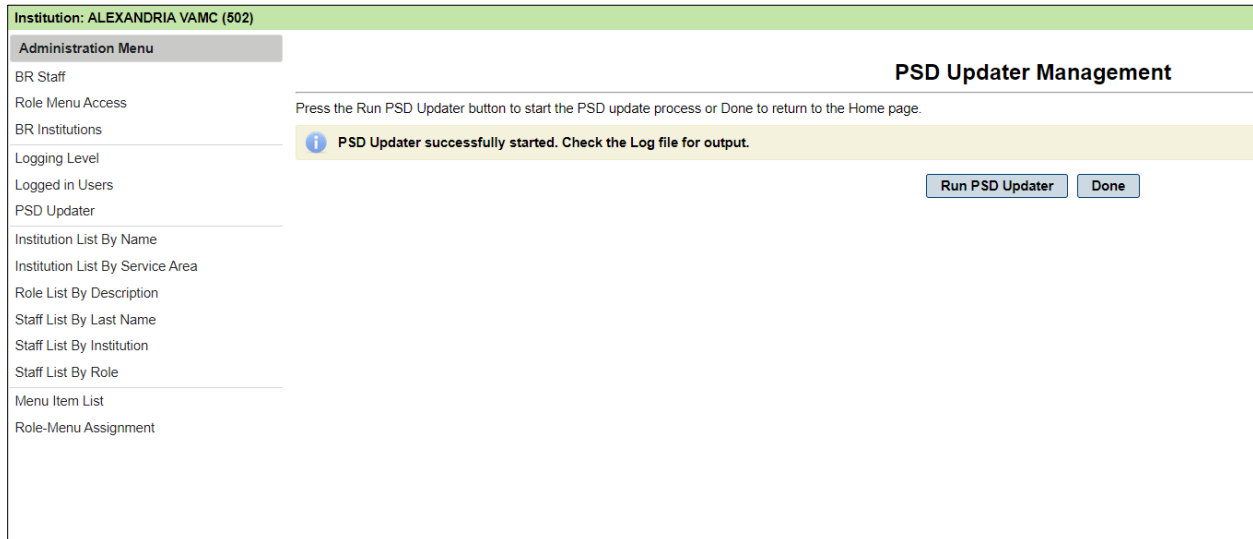 Institution: ALEXANDRIA VAMC (502)
Administration Menu
BR Staff
Role Menu Access
BR Institutions
Logging Level
Logged in Users
PSD Updater
Institution List By Name
Institution List By Service Area
Role List By Description
Staff List By Last Name
Staff List By Institution
Staff List By Role
Menu Item List
Role-Menu Assignment
PSD Updater Management
Press the Run PSD Updater button to start the PSD update process or Done to return to the Home page.
PSD Updater successfully started. Check the Log file for output.
Run PSD Updater Done